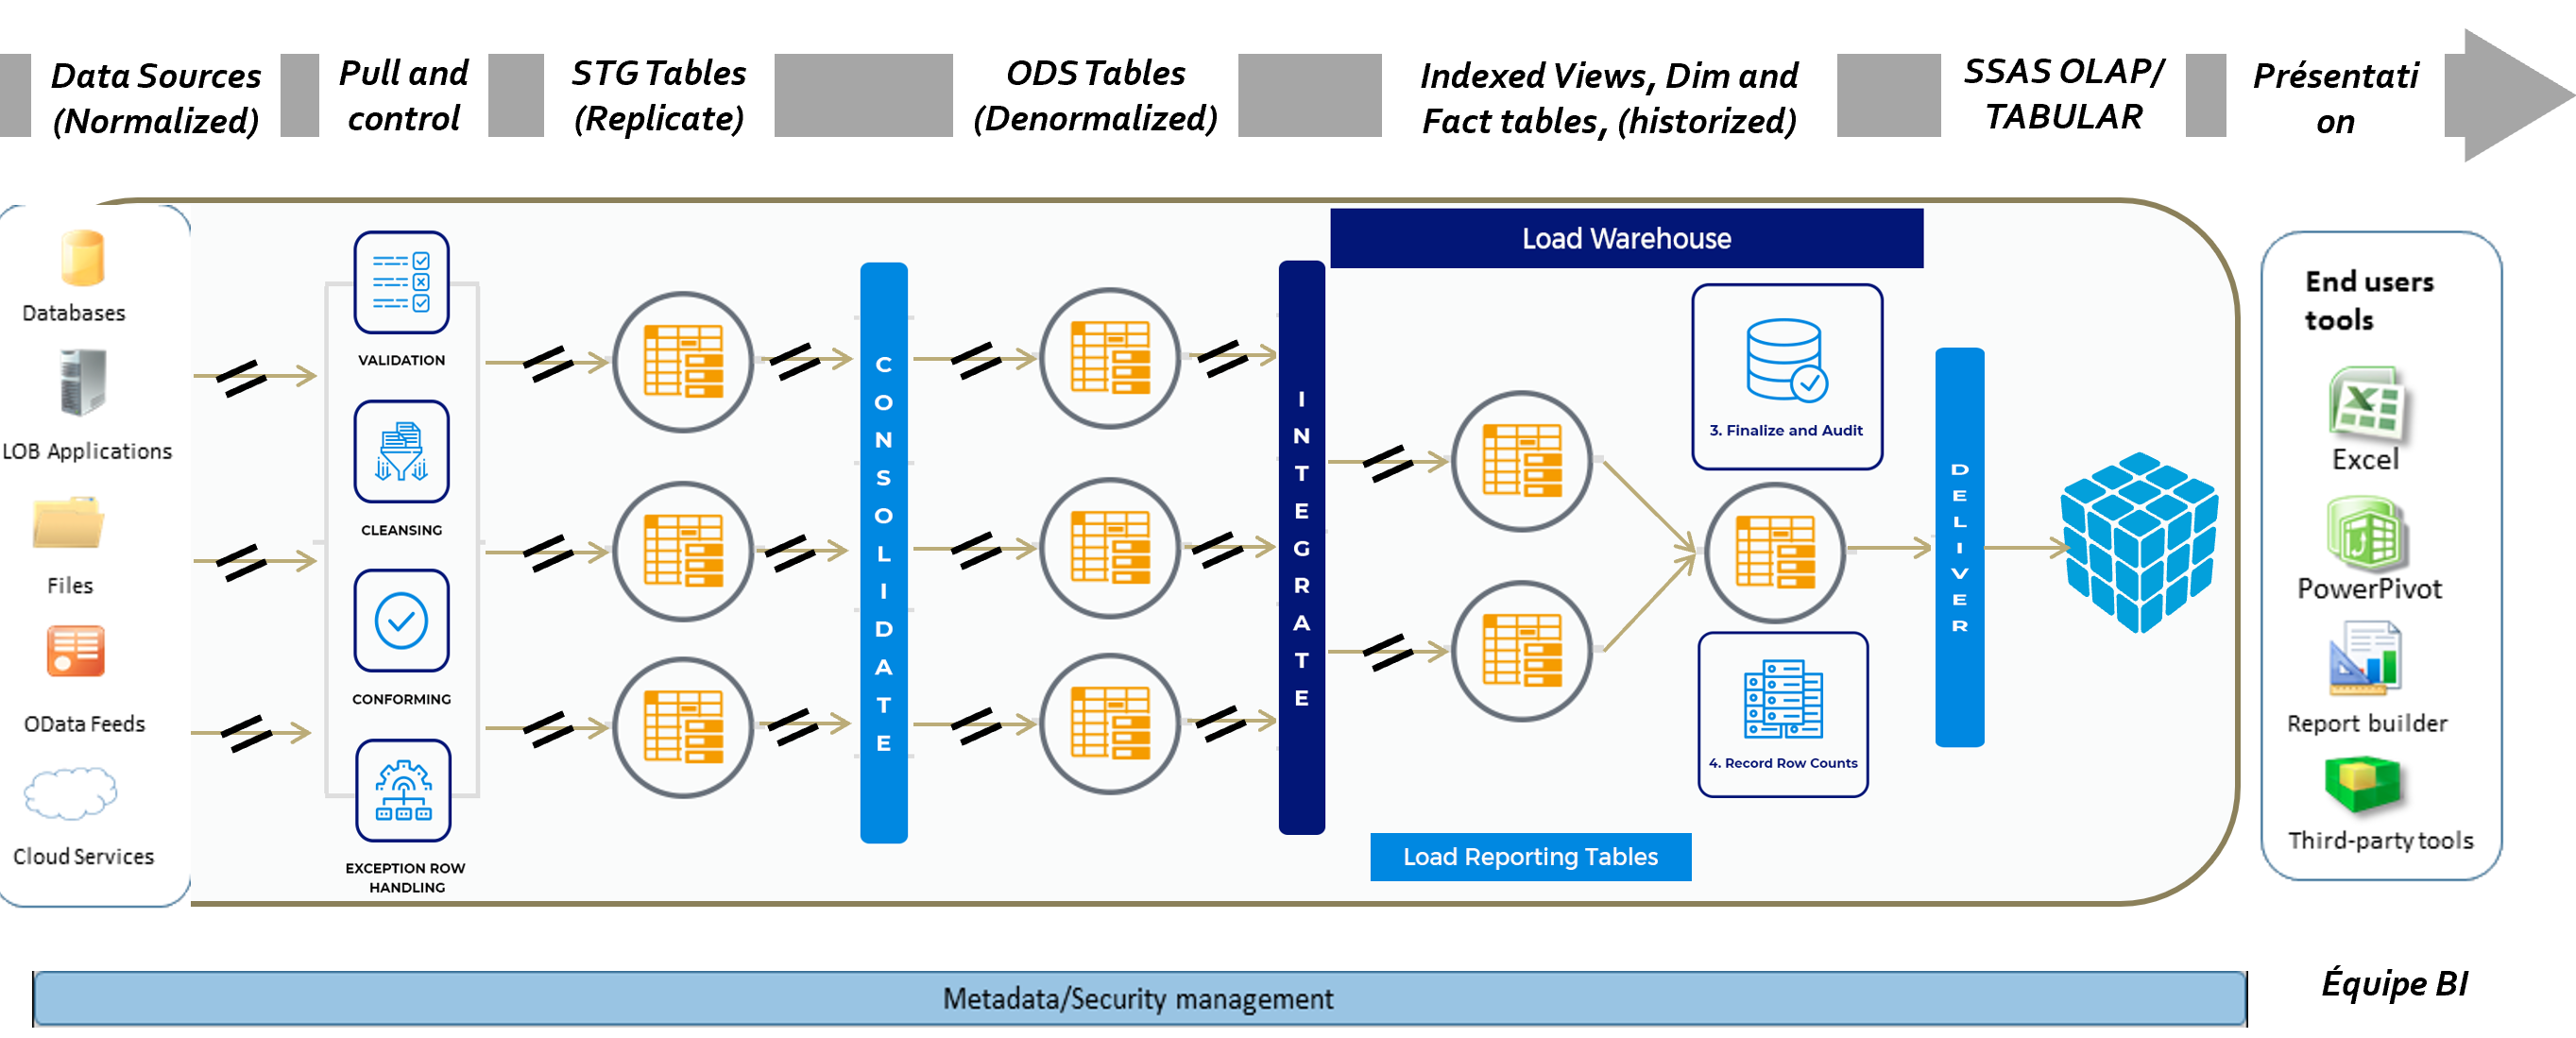 Data Sources
(Normalized)
Pull and
control
STG Tables
(Replicate)
ODS Tables
(Denormalized)
Indexed Views, Dim and
Fact tables, (historized)
SSAS OLAP/
TABULAR
Présentati
on
Databases
LOB Applications
Files
OData Feeds
Cloud Services
VALIDATION
CLEANSING
CONFORMING
EXCEPTION ROW
HANDLING
CONSOLIDATE
INTEGRATE
Load Warehouse
3. Finalize and Audit
4. Record Row Counts
Load Reporting Tables
DELIVER
End users
tools
Excel
PowerPivot
Report builder
Third-party tools
Metadata/Security management
Équipe BI